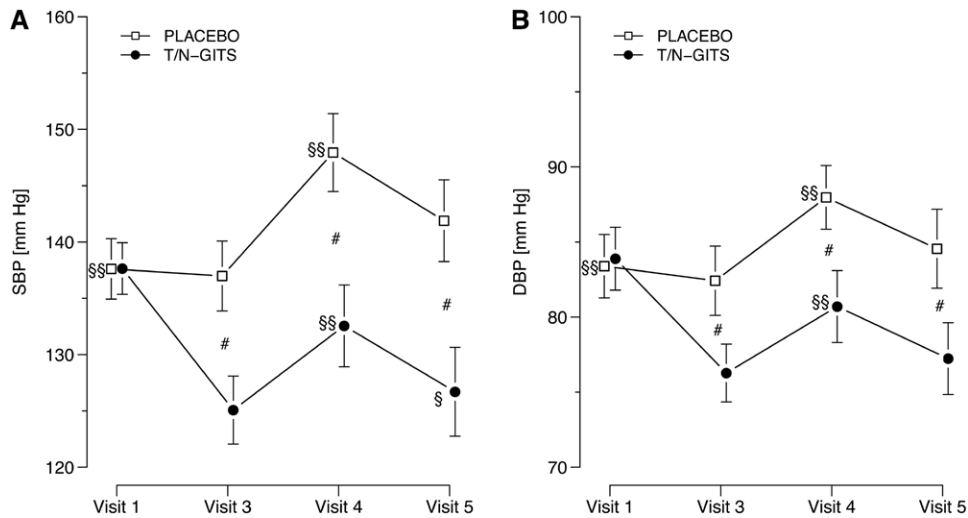 A
160
150
140
130
120
SBP [mm Hg]
PLACEBO
T/N−GITS
§§
§§
#
§§
#
#
§
Visit 1
Visit 3
Visit 4
Visit 5
B
100
90
80
70
DBP [mm Hg]
PLACEBO
T/N−GITS
§§
§§
#
§§
#
#
Visit 1
Visit 3
Visit 4
Visit 5